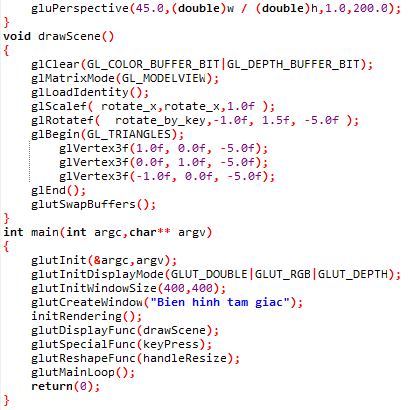 gluPerspective(45.0,(double)w / (double)h,1.0,200.0);
}
void drawScene()
{
glClear(GL_COLOR_BUFFER_BIT|GL_DEPTH_BUFFER_BIT);
glMatrixMode(GL_MODELVIEW);
glLoadIdentity();
glScalef( rotate_x,rotate_x,1.0f );
glRotatef(  rotate_by_key,-1.0f, 1.5f, -5.0f );
glBegin(GL_TRIANGLES);
glVertex3f(1.0f, 0.0f, -5.0f);
glVertex3f(0.0f, 1.0f, -5.0f);
glVertex3f(-1.0f, 0.0f, -5.0f);
glEnd();
glutSwapBuffers();
}
int main(int argc,char** argv)
{
glutInit(&argc,argv);
glutInitDisplayMode(GLUT_DOUBLE|GLUT_RGB|GLUT_DEPTH);
glutInitWindowSize(400,400);
glutCreateWindow("Bien hinh tam giac");
initRendering();
glutDisplayFunc(drawScene);
glutSpecialFunc(keyPress);
glutReshapeFunc(handleResize);
glutMainLoop();
return(0);
}